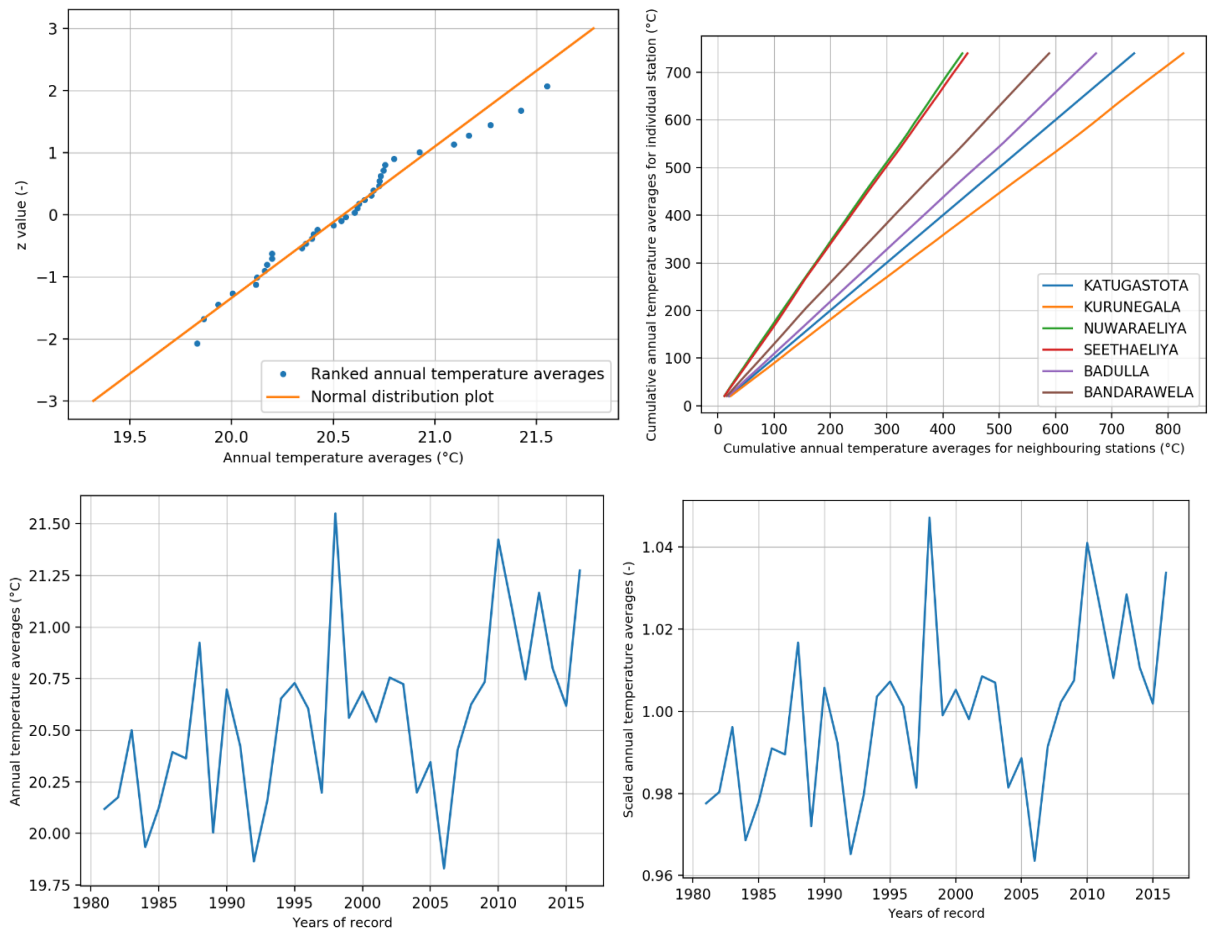 3
2
1
0
−1
−2
−3
z value (-)
19.5 20.0 20.5 21.0 21.5
Annual temperature averages (°C)
Ranked annual temperature averages
Normal distribution plot
700
600
500
400
300
200
100
0
Cumulative annual temperature averages for individual station (°C)
0 100 200 300 400 500 600 700 800
Cumulative annual temperature averages for neighbouring stations (°C)
KATUGASTOTA
KURUNEGALA
NUWARAELIYA
SEETHAELIYA
BADULLA
BANDARAWELA
21.50
21.25
21.00
20.75
20.50
20.25
20.00
19.75
Annual temperature averages (°C)
1980 1985 1990 1995 2000 2005 2010 2015
Years of record
1.04
1.02
1.00
0.98
0.96
Scaled annual temperature averages (-)
1980 1985 1990 1995 2000 2005 2010 2015
Years of record